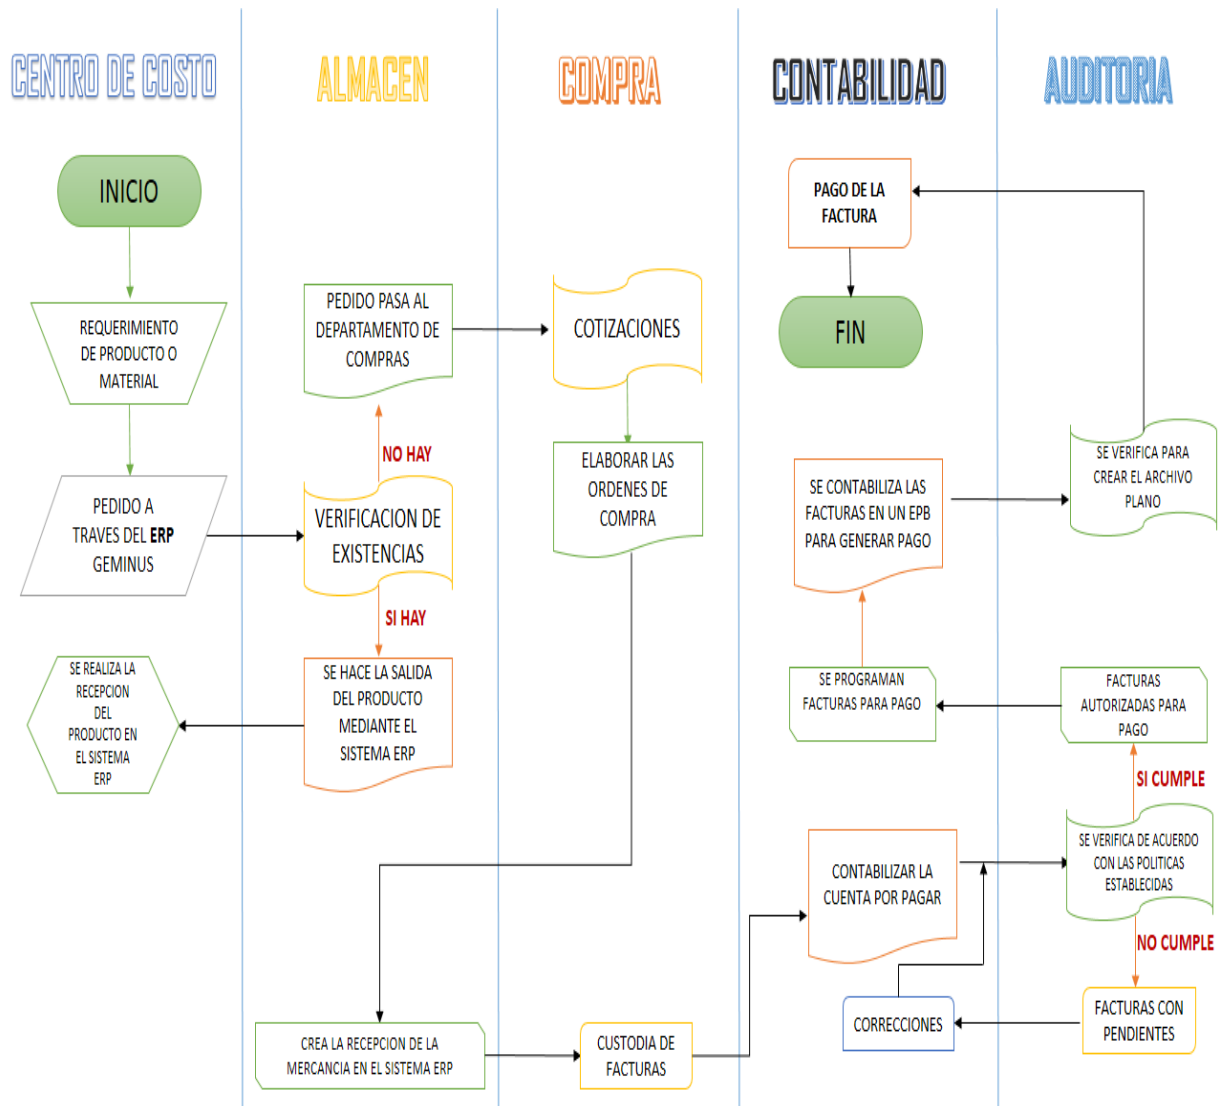 CENTRO DE COSTO
ALMACEN
COMPRA
CONTABILIDAD
AUDITORIA
INICIO
REQUERIMIENTO
DE PRODUCTO O
MATERIAL
PEDIDO A
TRAVES DEL ERP
GEMINUS
SE REALIZA LA
RECEPCION
DEL
PRODUCTO EN
EL SISTEMA
ERP
PEDIDO PASA AL
DEPARTAMENTO DE
COMPRAS
NO HAY
VERIFICACION DE
EXISTENCIAS
SI HAY
SE HACE LA SALIDA
DEL PRODUCTO
MEDIANTE EL
SISTEMA ERP
CREA LA RECEPCION DE LA
MERCANCIA EN EL SISTEMA ERP
COTIZACIONES
ELABORAR LAS
ORDENES DE
COMPRA
CUSTODIA DE
FACTURAS
PAGO DE LA
FACTURA
FIN
SE CONTABILIZA LAS
FACTURAS EN UN EPB
PARA GENERAR PAGO
SE PROGRAMAN
FACTURAS PARA PAGO
CONTABILIZAR LA
CUENTA POR PAGAR
CORRECCIONES
SE VERIFICA PARA
CREAR EL ARCHIVO
PLANO
FACTURAS
AUTORIZADAS PARA
PAGO
SI CUMPLE
SE VERIFICA DE ACUERDO
CON LAS POLITICAS
ESTABLECIDAS
NO CUMPLE
FACTURAS CON
PENDIENTES